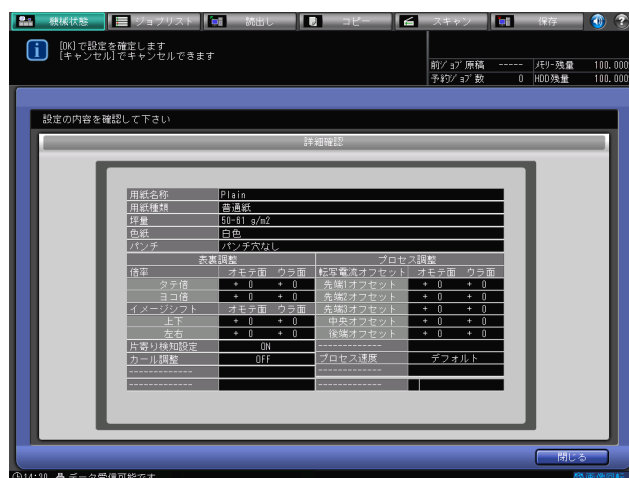 機械状態 ジョブリスト 読出し コピー スキャン 保存
[OK]で設定を確定します
[キャンセル]でキャンセルできます
前ｼﾞｮﾌﾞ原稿 ----- ﾒﾓﾘｰ残量 100.000
予約ｼﾞｮﾌﾞ数 0 HDD残量 100.000
設定の内容を確認して下さい
詳細確認
用紙名称 Plain
用紙種類 普通紙
坪量 50-61 g/m2
色紙 白色
パンチ パンチ穴なし
表裏調整 プロセス調整
倍率 オモテ面 ウラ面 転写電流オフセット オモテ面 ウラ面
タテ倍 + 0 + 0 先端1オフセット + 0 + 0
ヨコ倍 + 0 + 0 先端2オフセット + 0 + 0
イメージシフト オモテ面 ウラ面 先端3オフセット + 0 + 0
上下 + 0 + 0 中央オフセット + 0 + 0
左右 + 0 + 0 後端オフセット + 0 + 0
片寄り検知設定 ON -------------
カール調整 OFF プロセス速度 デフォルト
------------- -------------
-------------
閉じる
14:20 データ受信可能です 画像回転